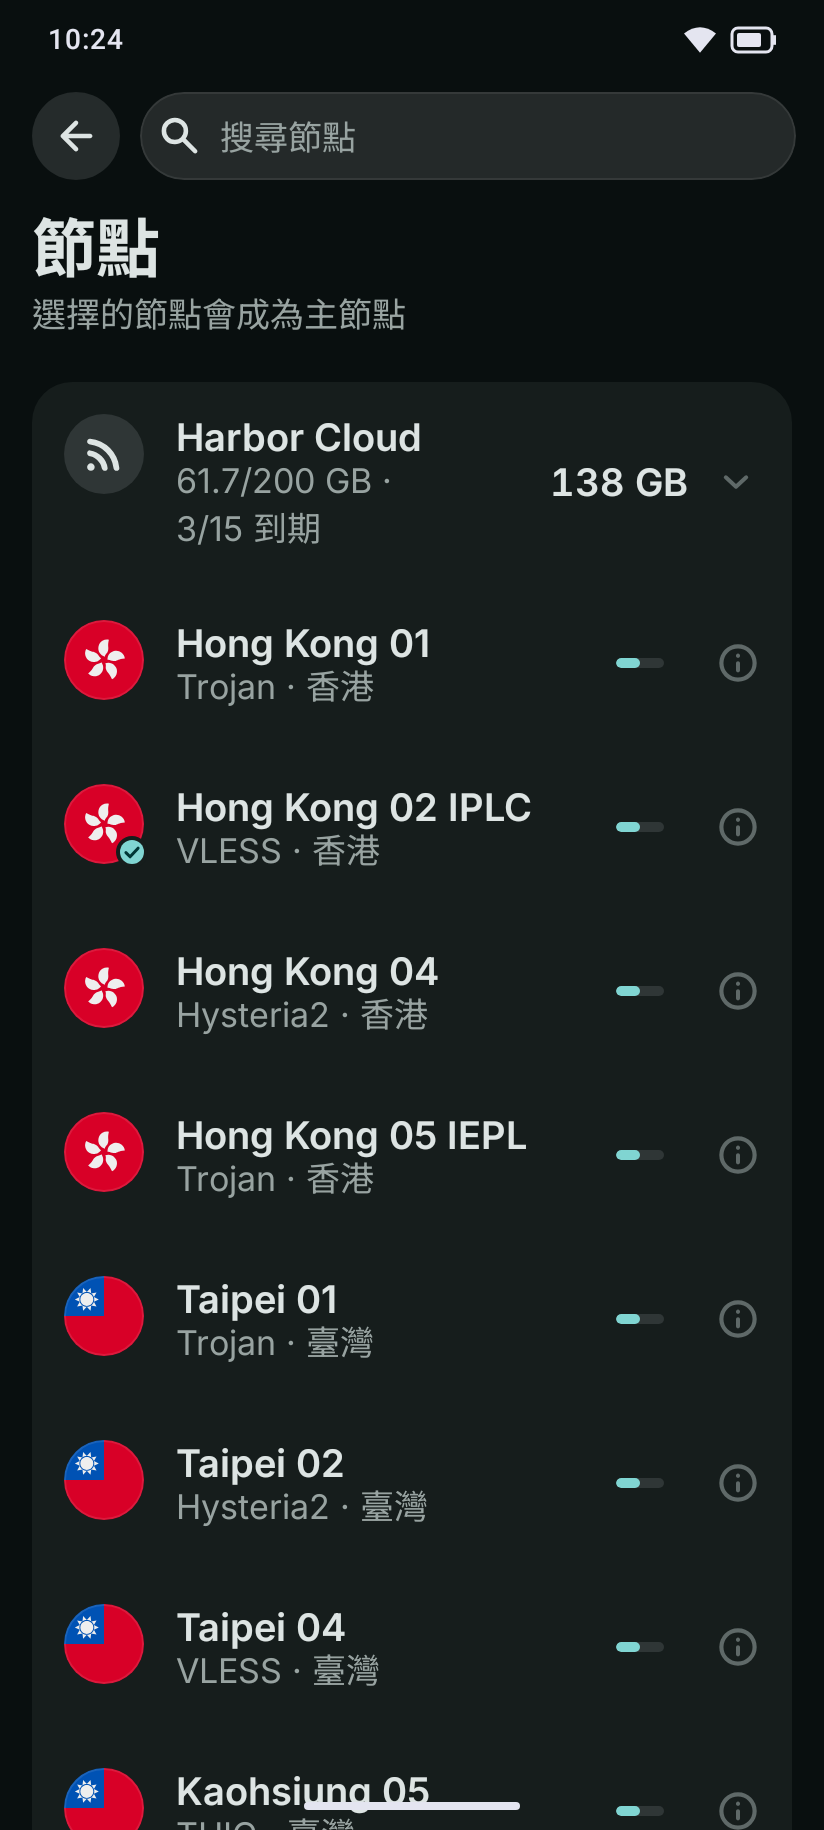 10:24
搜尋節點
節點
選擇的節點會成為主節點
Harbor Cloud
61.7/200 GB ·
3/15 到期
138 GB
Hong Kong 01
Trojan · 香港
Hong Kong 02 IPLC
VLESS · 香港
Hong Kong 04
Hysteria2 · 香港
Hong Kong 05 IEPL
Trojan · 香港
Taipei 01
Trojan · 臺灣
Taipei 02
Hysteria2 · 臺灣
Taipei 04
VLESS · 臺灣
Kaohsiung 05
臺灣